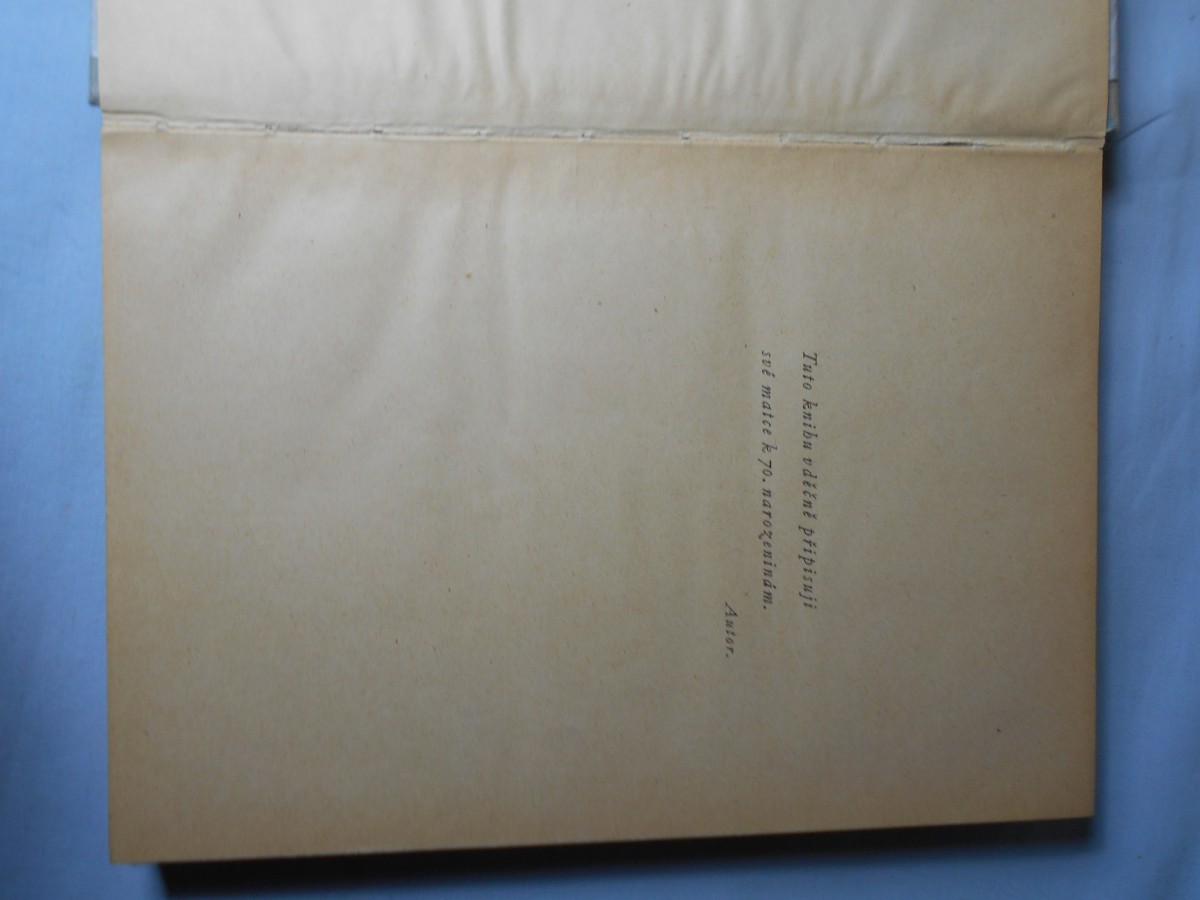 Tuto knihu vděčně připisuji
své matce k 70. narozeninám.
Autor.